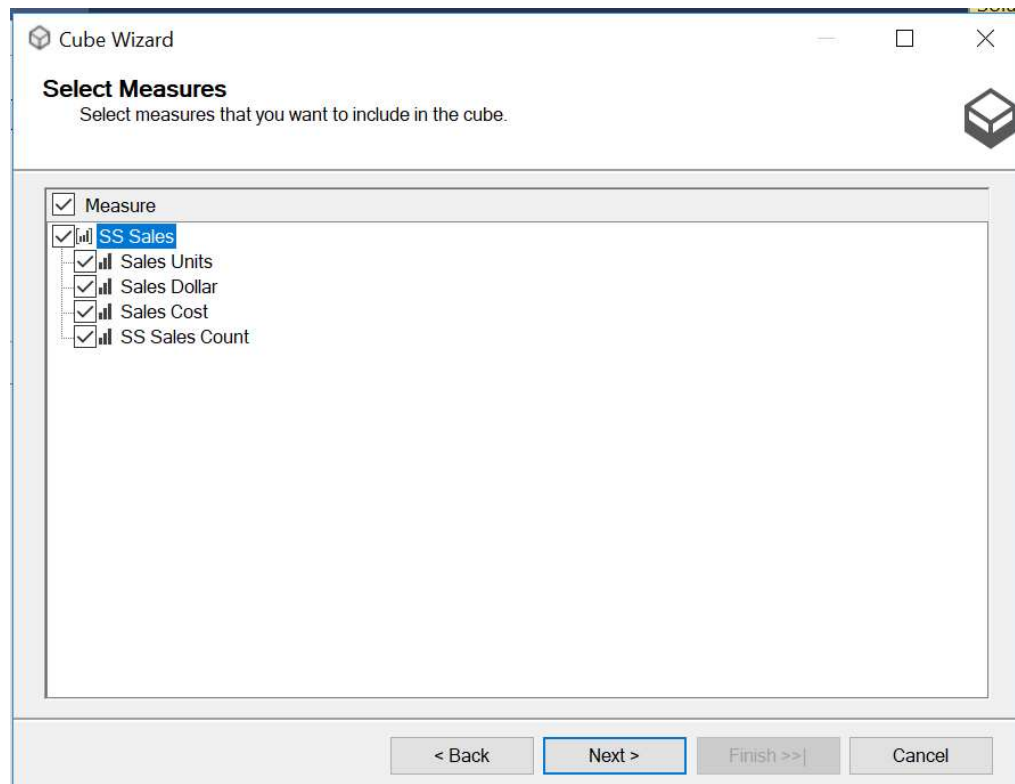 Cube Wizard
Select Measures
Select measures that you want to include in the cube.
Measure
SS Sales
Sales Units
Sales Dollar
Sales Cost
SS Sales Count
< Back Next > Finish >>| Cancel